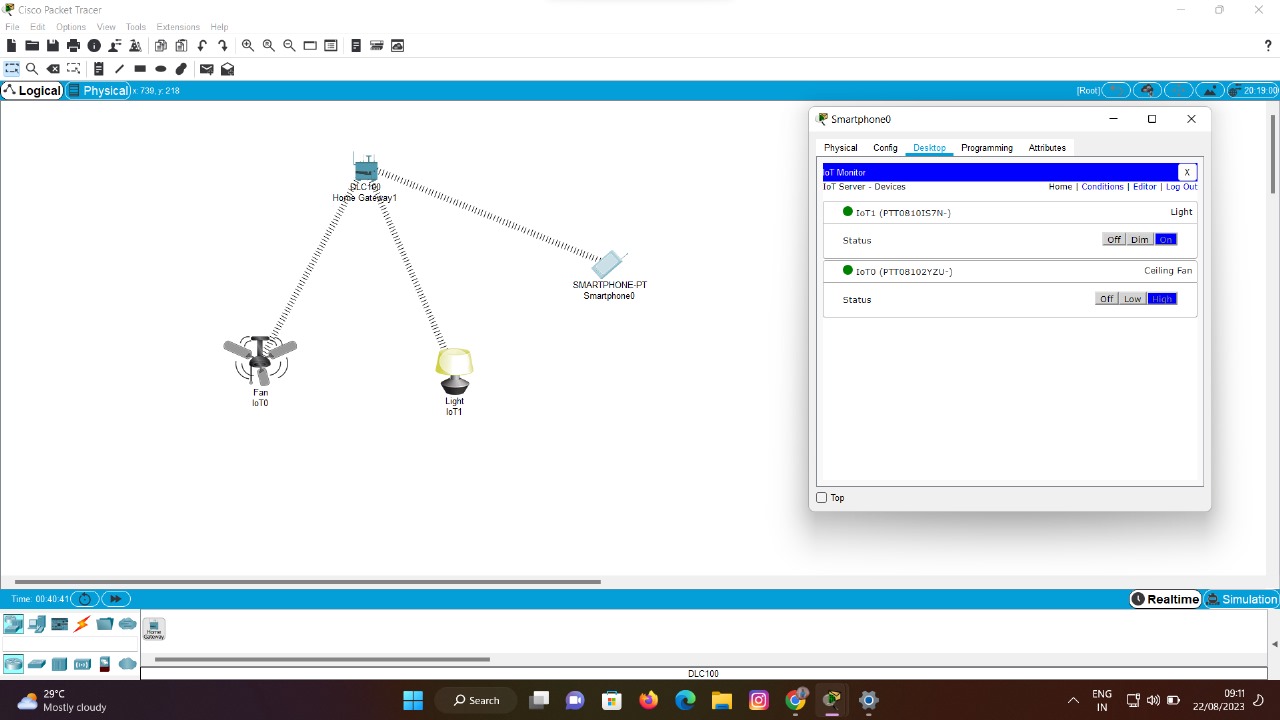 Cisco Packet Tracer
File Edit Options View Tools Extensions Help
?
Logical Physical x: 739, y: 218 [Root] 20:19:00
Smartphone0
Physical Config Desktop Programming Attributes
IoT Monitor X
IoT Server - Devices Home | Conditions | Editor | Log Out
IoT1 (PTT0810IS7N-) Light
Status Off Dim On
IoT0 (PTT08102YZU-) Ceiling Fan
Status Off Low High
Top
DLC100
Home Gateway1
SMARTPHONE-PT
Smartphone0
Fan
IoT0
Light
IoT1
Time: 00:40:41 Realtime Simulation
Home
Gateway
DLC100
29°C
Mostly cloudy
Search
ENG
IN
09:11
22/08/2023